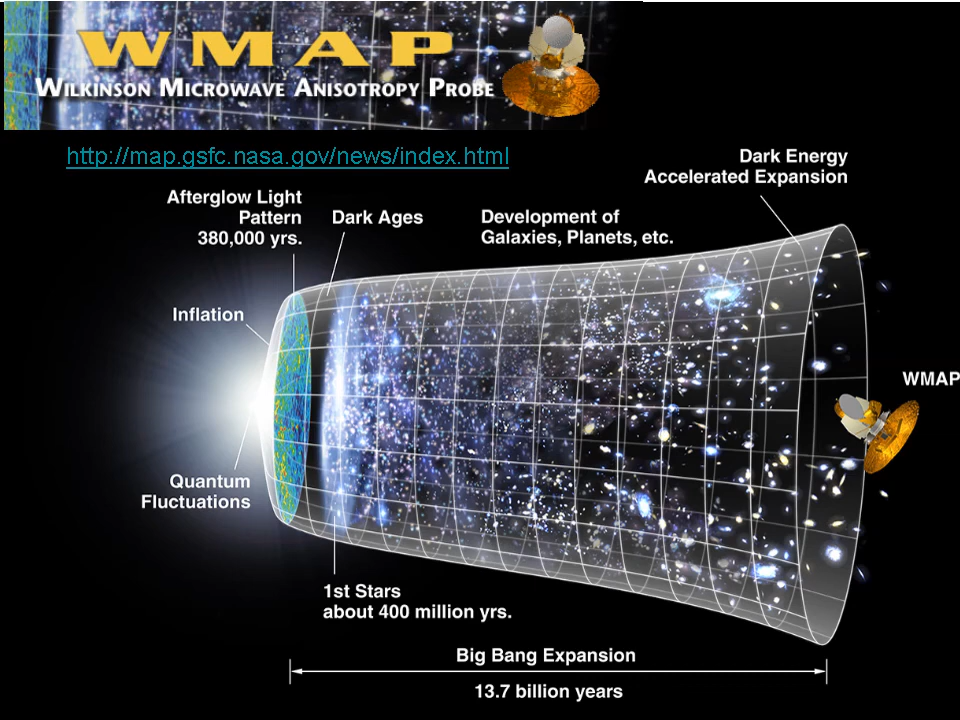 WMAP
WILKINSON MICROWAVE ANISOTROPY PROBE
http://map.gsfc.nasa.gov/news/index.html
Dark Energy
Accelerated Expansion
Afterglow Light
Pattern
380,000 yrs.
Dark Ages
Development of
Galaxies, Planets, etc.
Inflation
WMAP
Quantum
Fluctuations
1st Stars
about 400 million yrs.
Big Bang Expansion
13.7 billion years